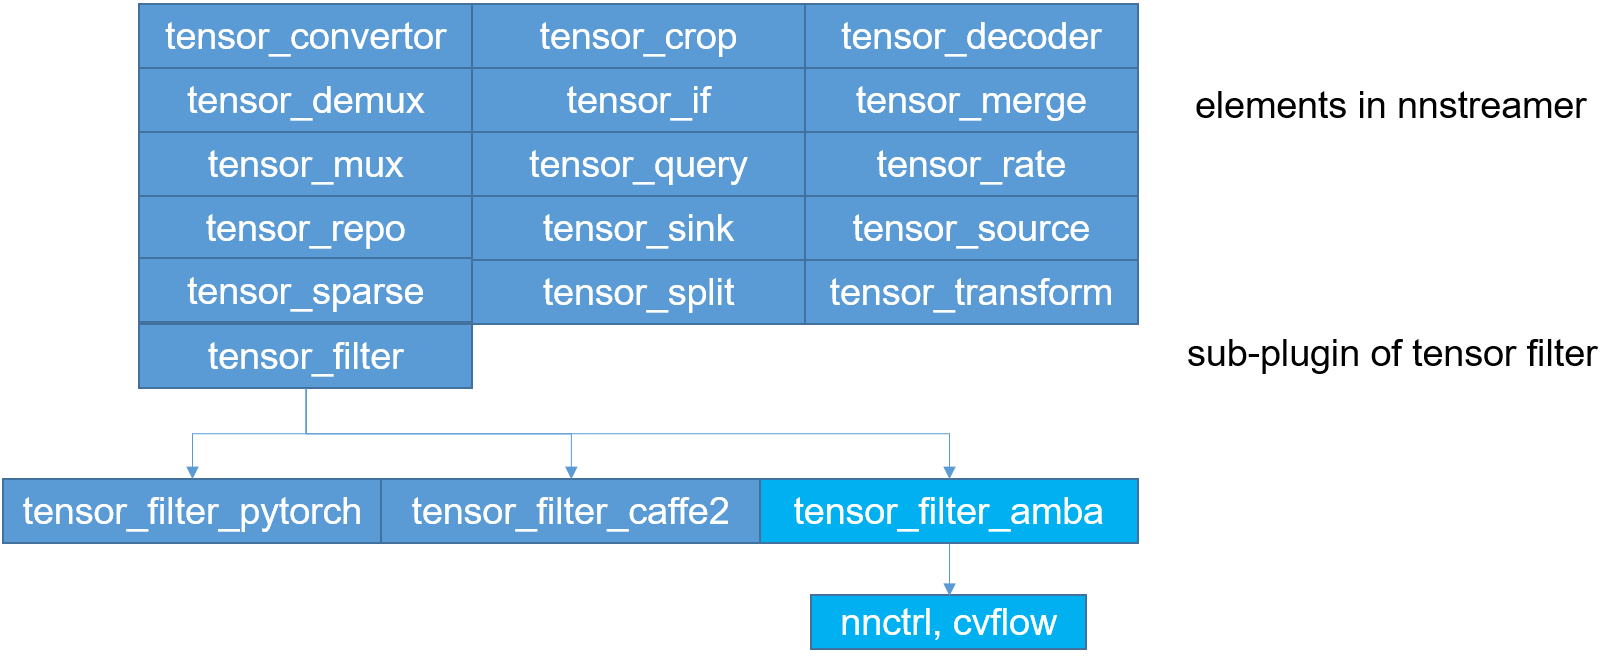 tensor_convertor tensor_crop tensor_decoder
tensor_demux tensor_if tensor_merge
elements in nnstreamer
tensor_mux tensor_query tensor_rate
tensor_repo tensor_sink tensor_source
tensor_sparse tensor_split tensor_transform
tensor_filter
sub-plugin of tensor filter
tensor_filter_pytorch tensor_filter_caffe2 tensor_filter_amba
nnctrl, cvflow